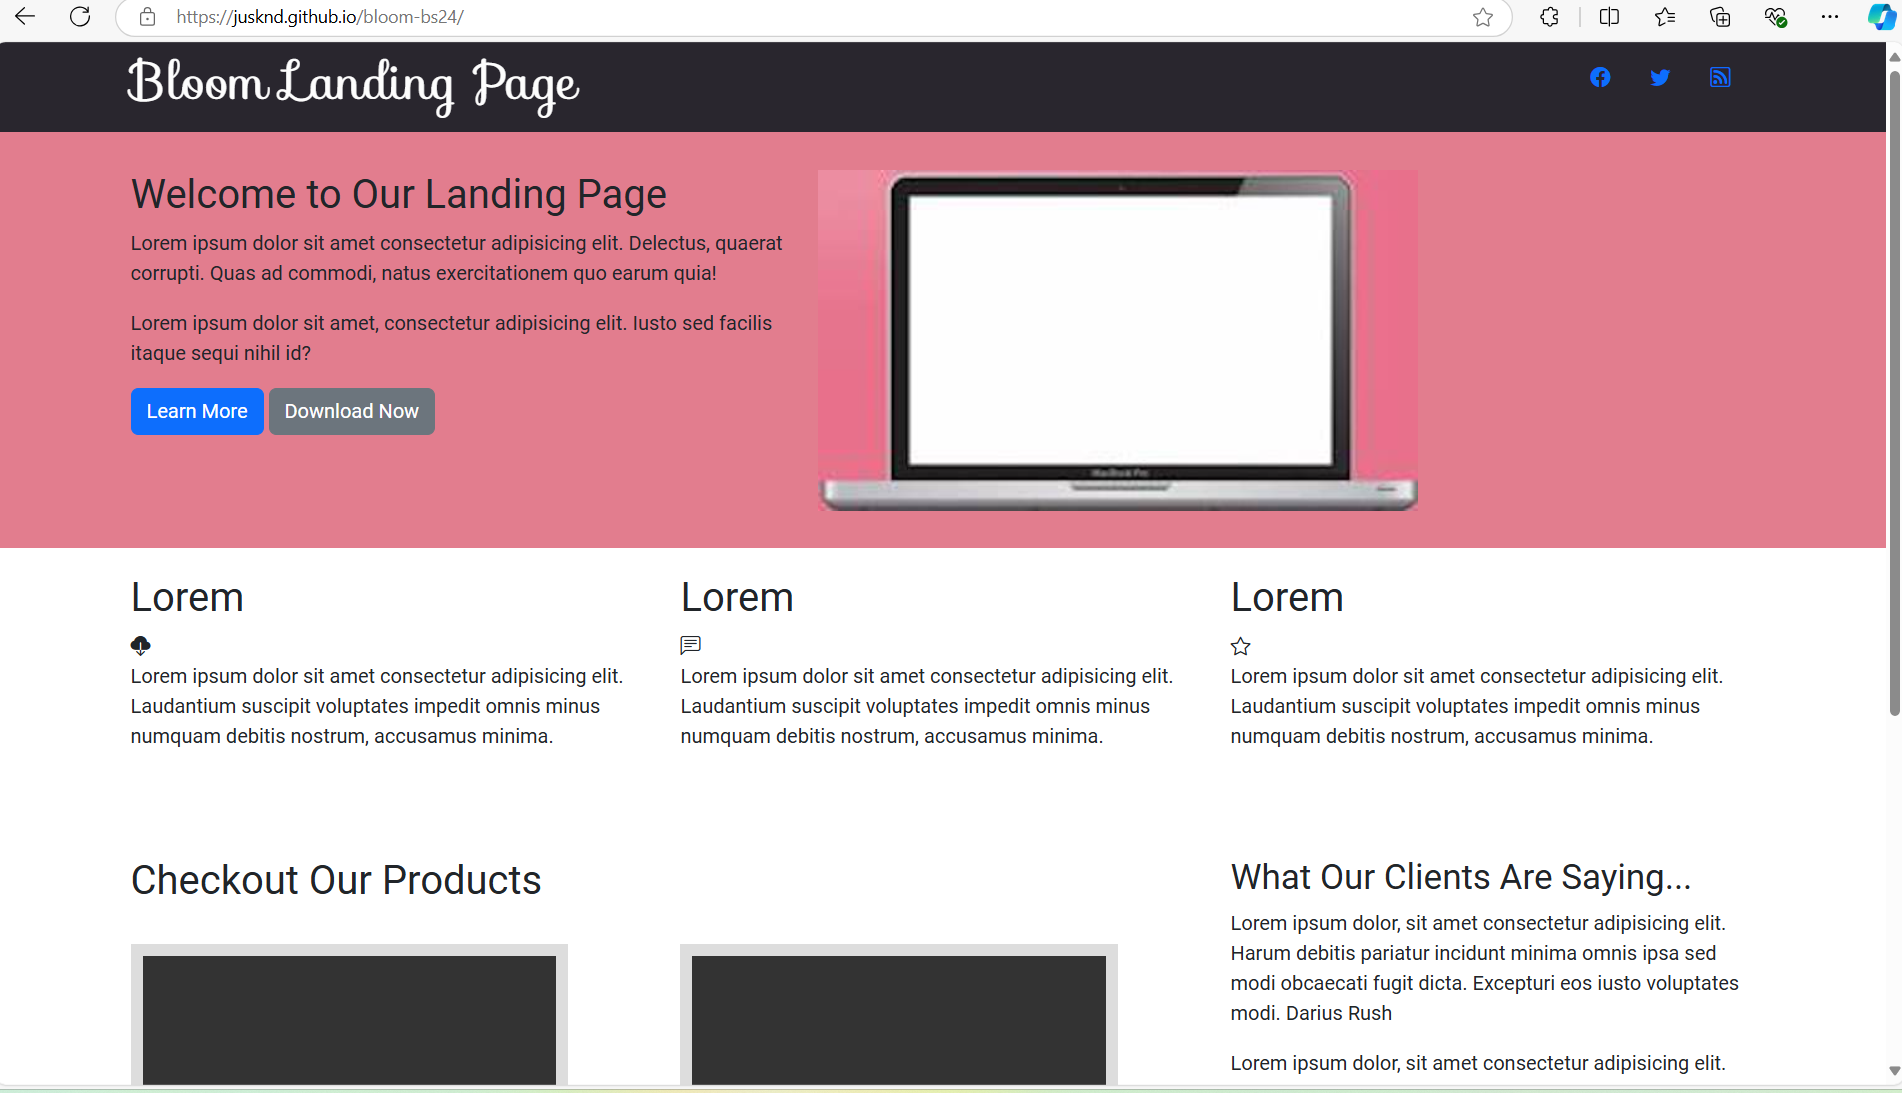 https://jusknd.github.io/bloom-bs24/
Bloom Landing Page
Welcome to Our Landing Page
Lorem ipsum dolor sit amet consectetur adipisicing elit. Delectus, quaerat
corrupti. Quas ad commodi, natus exercitationem quo earum quia!
Lorem ipsum dolor sit amet, consectetur adipisicing elit. Iusto sed facilis
itaque sequi nihil id?
Learn More
Download Now
MacBook Pro
Lorem
Lorem ipsum dolor sit amet consectetur adipisicing elit.
Laudantium suscipit voluptates impedit omnis minus
numquam debitis nostrum, accusamus minima.
Lorem
Lorem ipsum dolor sit amet consectetur adipisicing elit.
Laudantium suscipit voluptates impedit omnis minus
numquam debitis nostrum, accusamus minima.
Lorem
Lorem ipsum dolor sit amet consectetur adipisicing elit.
Laudantium suscipit voluptates impedit omnis minus
numquam debitis nostrum, accusamus minima.
Checkout Our Products
What Our Clients Are Saying...
Lorem ipsum dolor, sit amet consectetur adipisicing elit.
Harum debitis pariatur incidunt minima omnis ipsa sed
modi obcaecati fugit dicta. Excepturi eos iusto voluptates
modi. Darius Rush
Lorem ipsum dolor, sit amet consectetur adipisicing elit.